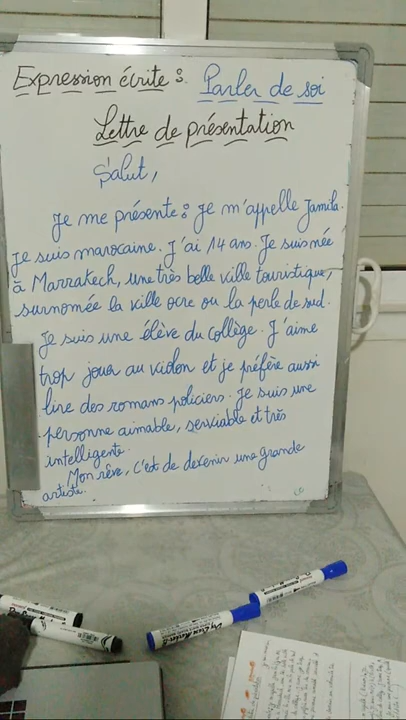 Expression écrite : Parler de soi
Lettre de présentation
Salut,
Je me présente : Je m'appelle Jamila.
Je suis marocaine. J'ai 14 ans. Je suis née
à Marrakech, une très belle ville touristique,
surnomée la ville ocre ou la perle de sud.
Je suis une élève du collège. J'aime
trop jouer au violon et je préfère aussi
lire des romans policiers. Je suis une
personne aimable, serviable et très
intelligente.
Mon rêve, c'est de devenir une grande
artiste.